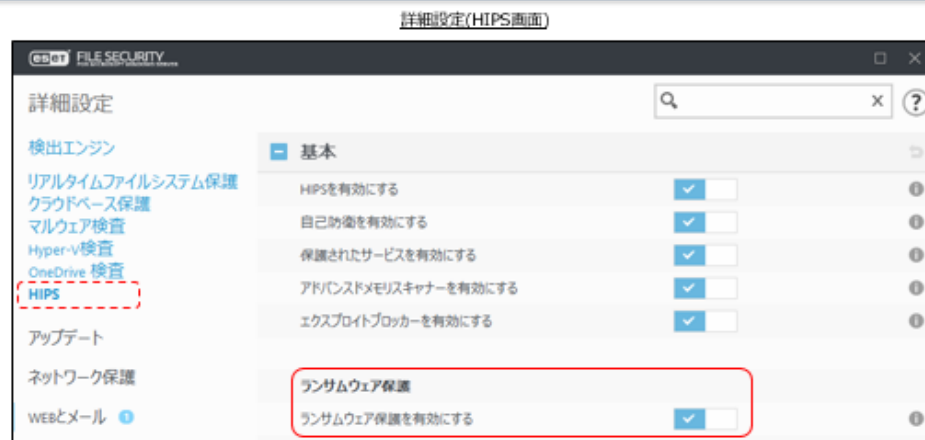 詳細設定(HIPS画面)
eset FILE SECURITY
詳細設定
検出エンジン
リアルタイムファイルシステム保護
クラウドベース保護
マルウェア検査
Hyper-V検査
OneDrive 検査
HIPS
アップデート
ネットワーク保護
WEBとメール 1
基本
HIPSを有効にする
自己防衛を有効にする
保護されたサービスを有効にする
アドバンスドメモリスキャナーを有効にする
エクスプロイトブロッカーを有効にする
ランサムウェア保護
ランサムウェア保護を有効にする